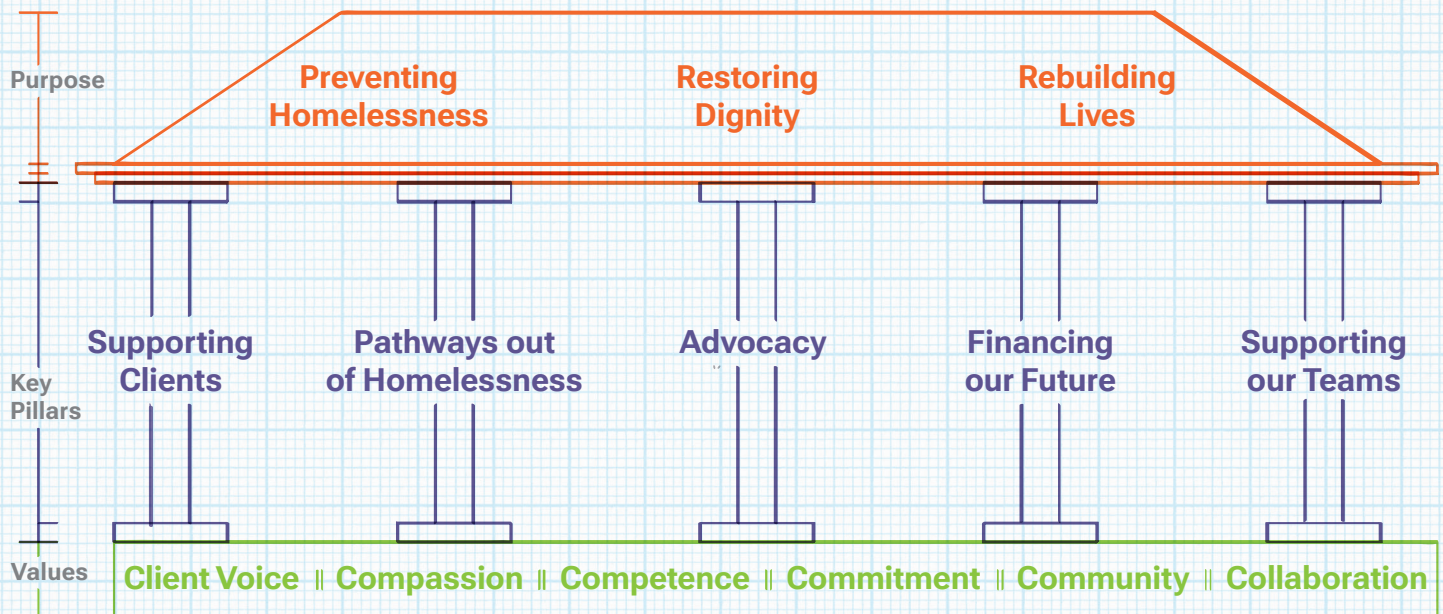 Purpose
Preventing
Homelessness
Restoring
Dignity
Rebuilding
Lives
Key
Pillars
Supporting
Clients
Pathways out
of Homelessness
Advocacy
Financing
our Future
Supporting
our Teams
Values
Client Voice || Compassion || Competence || Commitment || Community || Collaboration